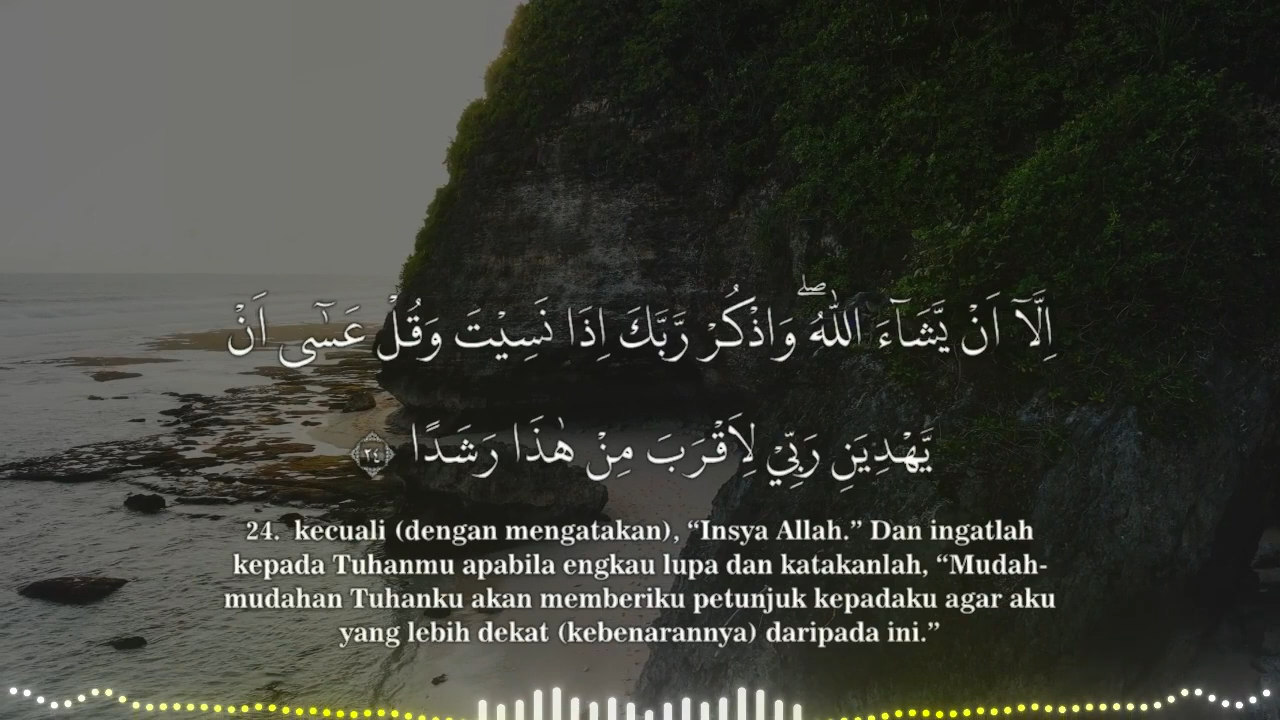 اِلَّآ اَنْ يَّشَاۤءَ اللّٰهُ ۖوَاذْكُرْ رَّبَّكَ اِذَا نَسِيْتَ وَقُلْ عَسٰٓى اَنْ
يَّهْدِيَنِ رَبِّيْ لِاَقْرَبَ مِنْ هٰذَا رَشَدًا ٢٤
24. kecuali (dengan mengatakan), “Insya Allah.” Dan ingatlah
kepada Tuhanmu apabila engkau lupa dan katakanlah, “Mudah-
mudahan Tuhanku akan memberiku petunjuk kepadaku agar aku
yang lebih dekat (kebenarannya) daripada ini.”